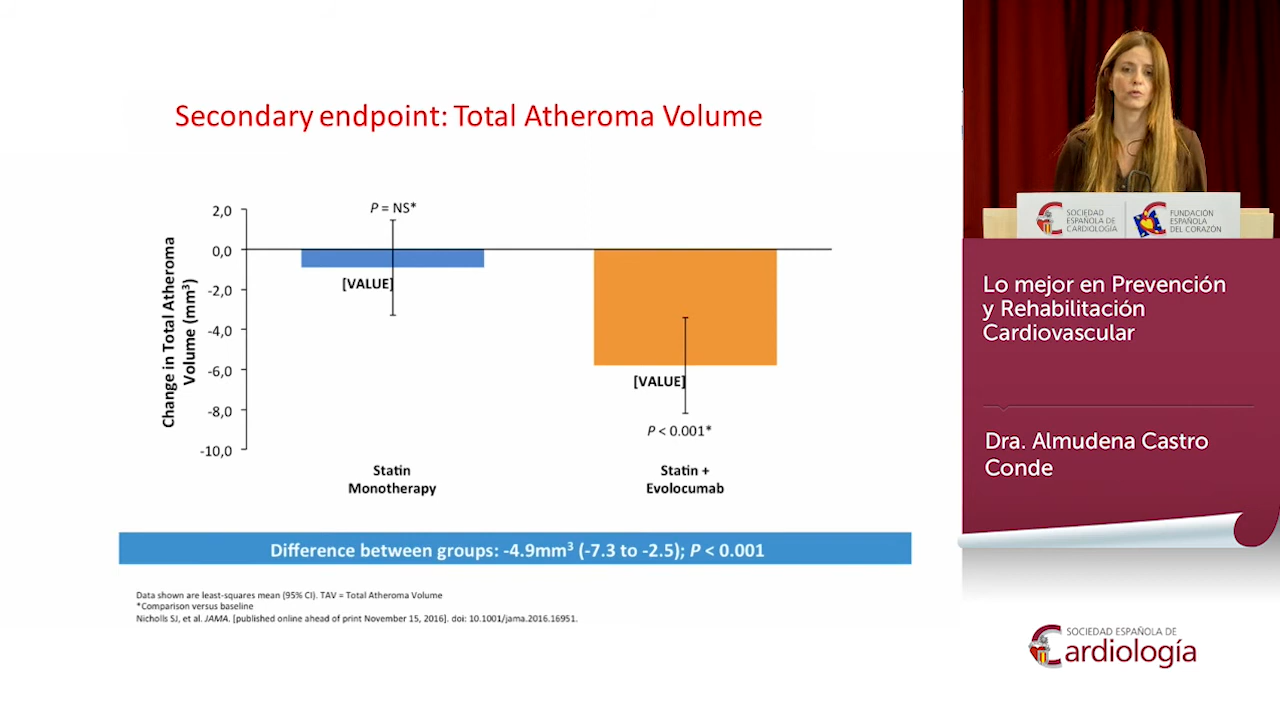 Secondary endpoint: Total Atheroma Volume
P = NS*
2,0
0,0
-2,0
-4,0
-6,0
-8,0
-10,0
Change in Total Atheroma
Volume (mm³)
[VALUE]
[VALUE]
P < 0.001*
Statin
Monotherapy
Statin +
Evolocumab
Difference between groups: -4.9mm³ (-7.3 to -2.5); P < 0.001
Data shown are least-squares mean (95% CI). TAV = Total Atheroma Volume
*Comparison versus baseline
Nicholls SJ, et al. JAMA. [published online ahead of print November 15, 2016]. doi: 10.1001/jama.2016.16951.
SOCIEDAD
ESPAÑOLA DE
CARDIOLOGÍA
FUNDACIÓN
ESPAÑOLA
DEL CORAZÓN
Lo mejor en Prevención
y Rehabilitación
Cardiovascular
Dra. Almudena Castro
Conde
SOCIEDAD ESPAÑOLA DE
Cardiología